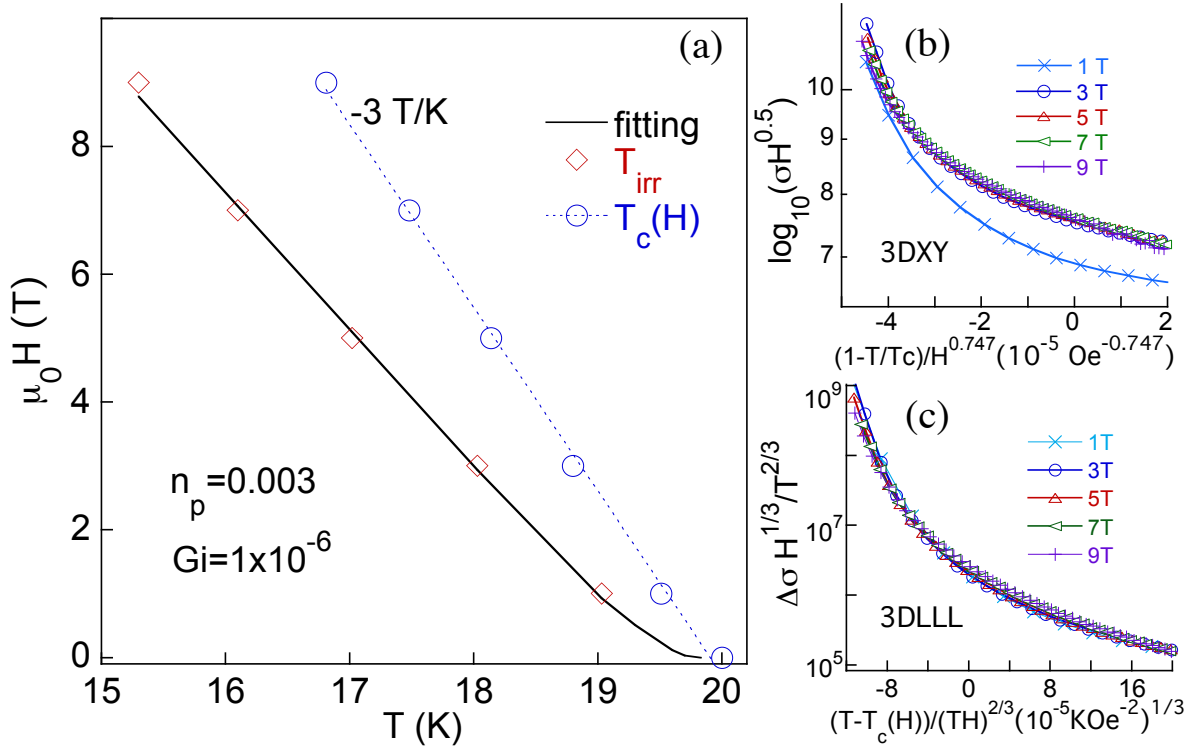 (a)
-3 T/K
fitting
T_irr
T_c(H)
n_p=0.003
Gi=1x10^-6
μ_0H (T)
8
6
4
2
0
15 16 17 18 19 20
T (K)
(b)
1 T
3 T
5 T
7 T
9 T
3DXY
log_10(σH^0.5)
10
9
8
7
-4 -2 0 2
(1-T/Tc)/H^0.747(10^-5 Oe^-0.747)
(c)
1T
3T
5T
7T
9T
3DLLL
Δσ H^1/3/T^2/3
10^9
10^7
10^5
-8 0 8 16
(T-T_c(H))/(TH)^2/3(10^-5KOe^-2)^1/3